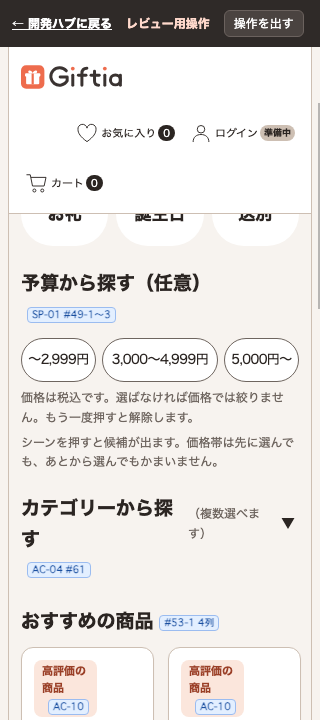 ← 開発ハブに戻る レビュー用操作 操作を出す
Giftia
お気に入り 0 ログイン 準備中
カート 0
お礼 誕生日 送別
予算から探す（任意）
SP-01 #49-1〜3
〜2,999円 3,000〜4,999円 5,000円〜
価格は税込です。選ばなければ価格では絞りませ
ん。もう一度押すと解除します。
シーンを押すと候補が出ます。価格帯は先に選んで
も、あとから選んでもかまいません。
カテゴリーから探 （複数選べま
す す） ▼
AC-04 #61
おすすめの商品 #53-1 4列
高評価の 高評価の
商品 商品
AC-10 AC-10